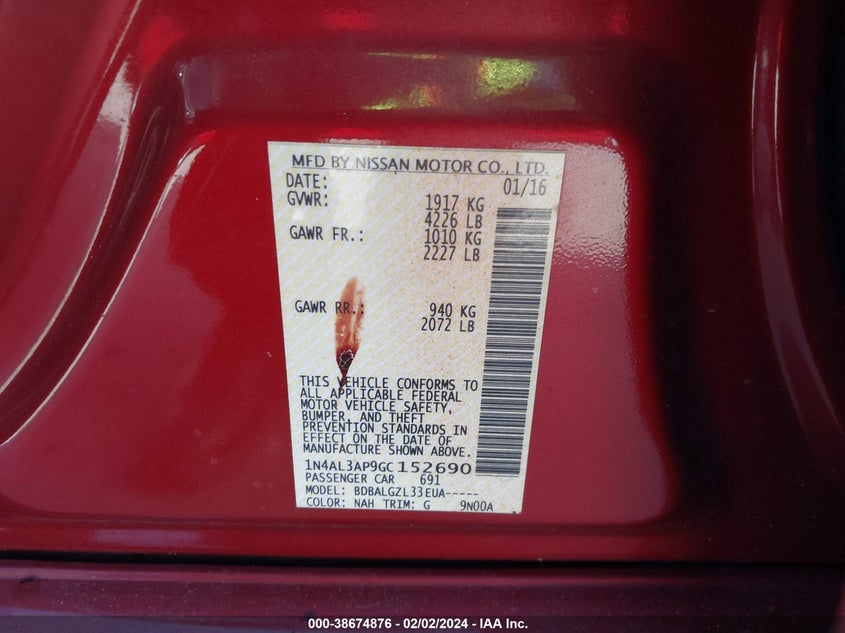 MFD BY NISSAN MOTOR CO., LTD.
DATE: 01/16
GVWR: 1917 KG
4226 LB
GAWR FR.: 1010 KG
2227 LB
GAWR RR.: 940 KG
2072 LB
THIS VEHICLE CONFORMS TO
ALL APPLICABLE FEDERAL
MOTOR VEHICLE SAFETY,
BUMPER, AND THEFT
PREVENTION STANDARDS IN
EFFECT ON THE DATE OF
MANUFACTURE SHOWN ABOVE.
1N4AL3AP9GC152690
PASSENGER CAR 691
MODEL: BDBALGZL33EUA-----
COLOR: NAH TRIM: G 9N00A
000-38674876 - 02/02/2024 - IAA Inc.